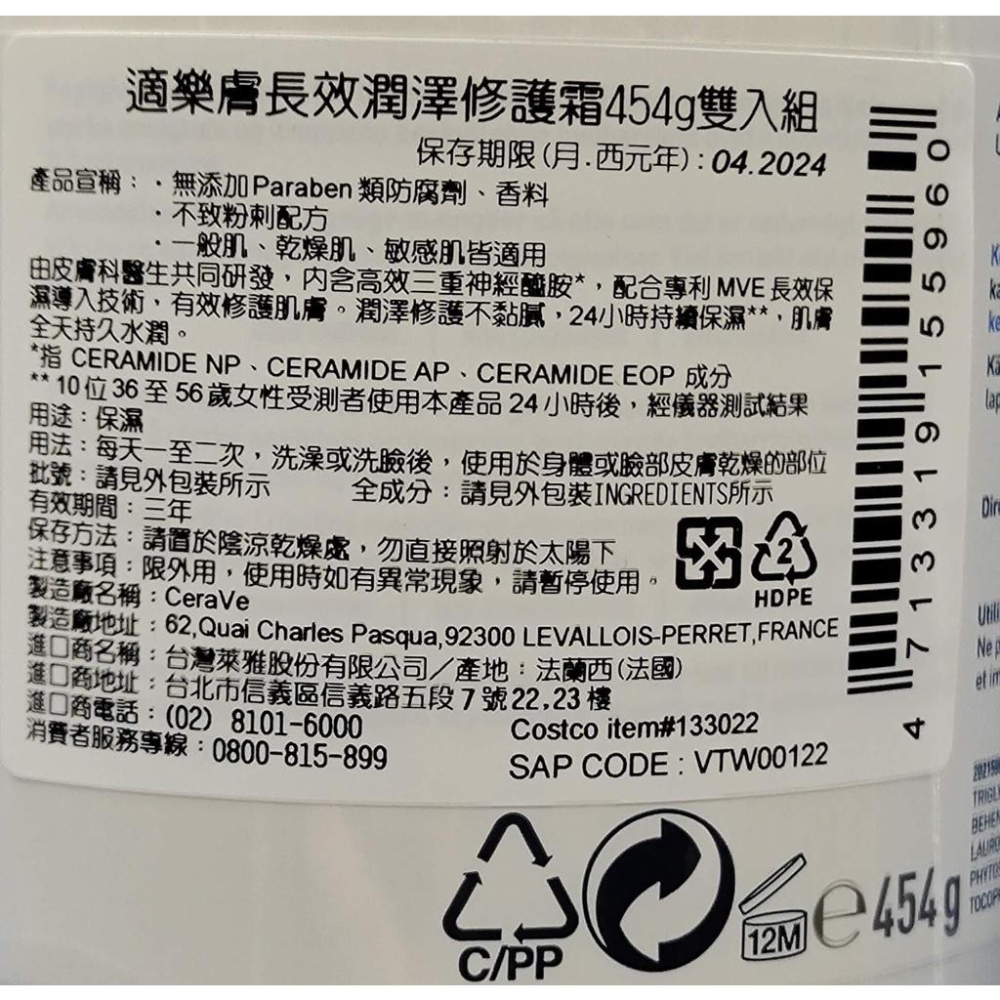 適樂膚長效潤澤修護霜454g雙入組
保存期限(月.西元年):04.2024
產品宣稱：・無添加Paraben 類防腐劑、香料
・不致粉刺配方
・一般肌、乾燥肌、敏感肌皆適用
由皮膚科醫生共同研發，內含高效三重神經醯胺*，配合專利 MVE 長效保
濕導入技術，有效修護肌膚。潤澤修護不黏膩，24小時持續保濕**，肌膚
全天持久水潤。
*指 CERAMIDE NP、CERAMIDE AP、CERAMIDE EOP 成分
** 10位36 至 56 歲女性受測者使用本產品 24 小時後，經儀器測試結果
用途：保濕
用法：每天一至二次，洗澡或洗臉後，使用於身體或臉部皮膚乾燥的部位
批號：請見外包裝所示 全成分：請見外包裝INGREDIENTS所示
有效期間：三年
保存方法：請置於陰涼乾燥處，勿直接照射於太陽下
注意事項：限外用，使用時如有異常現象，請暫停使用。
製造廠名稱：CeraVe
製造廠地址：62,Quai Charles Pasqua,92300 LEVALLOIS-PERRET,FRANCE
進口商名稱：台灣萊雅股份有限公司／產地：法蘭西(法國)
進口商地址：台北市信義區信義路五段 7 號 22,23 樓
進口商電話：(02) 8101-6000
消費者服務專線：0800-815-899
Costco item#133022
SAP CODE : VTW00122
2
HDPE
4713319155960
C/PP
12M
e 454 g
Dire
Utili
Ne p
et im
TRIGLY
BEHEN
LAURO
PHYTOS
TOCOP